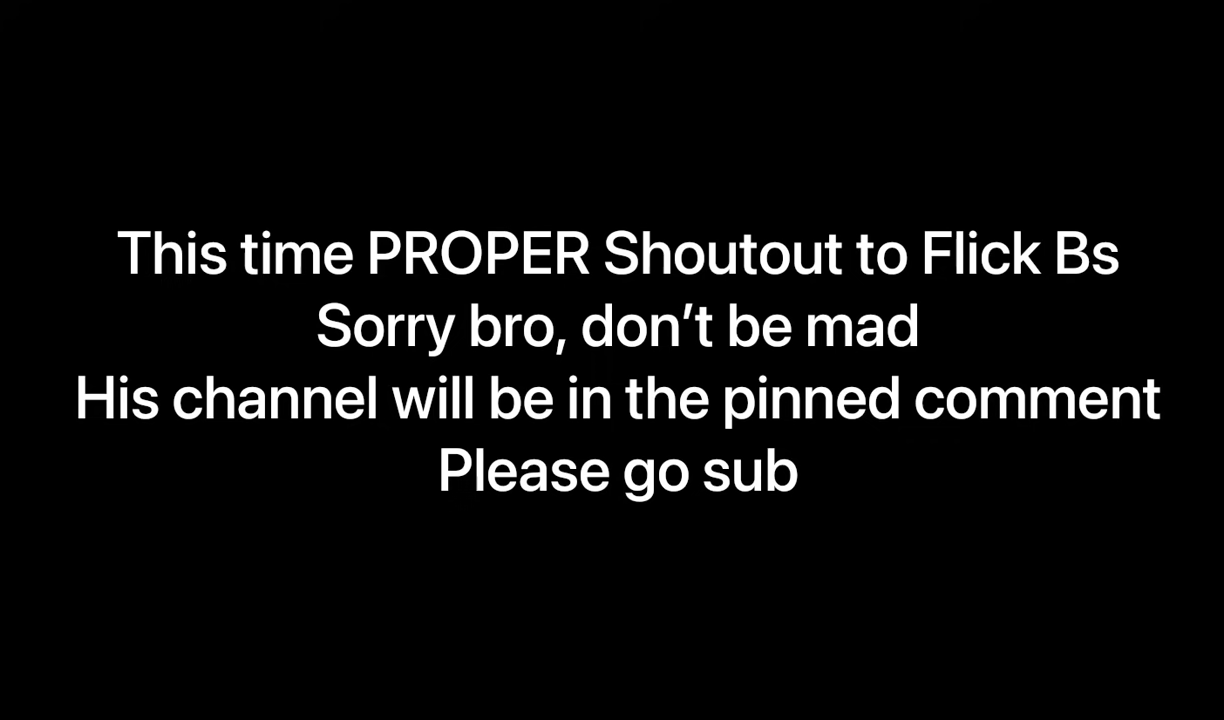 This time PROPER Shoutout to Flick Bs
Sorry bro, don’t be mad
His channel will be in the pinned comment
Please go sub